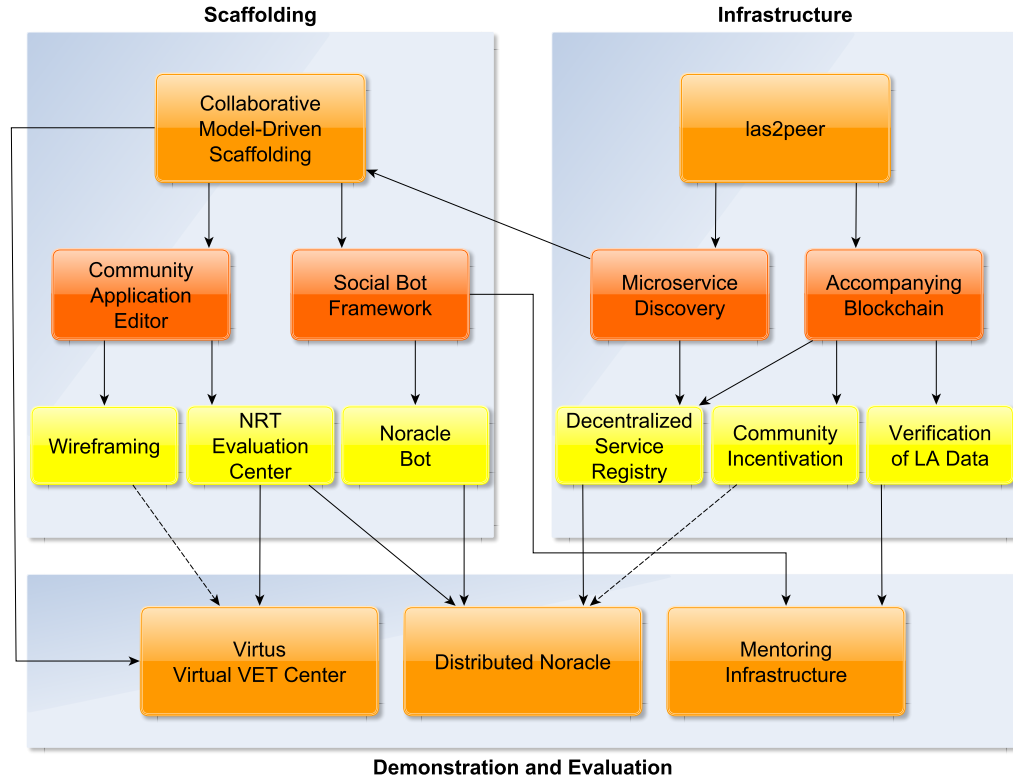 Scaffolding
Infrastructure
Collaborative
Model-Driven
Scaffolding
las2peer
Community
Application
Editor
Social Bot
Framework
Microservice
Discovery
Accompanying
Blockchain
Wireframing
NRT
Evaluation
Center
Noracle
Bot
Decentralized
Service
Registry
Community
Incentivation
Verification
of LA Data
Virtus
Virtual VET Center
Distributed Noracle
Mentoring
Infrastructure
Demonstration and Evaluation